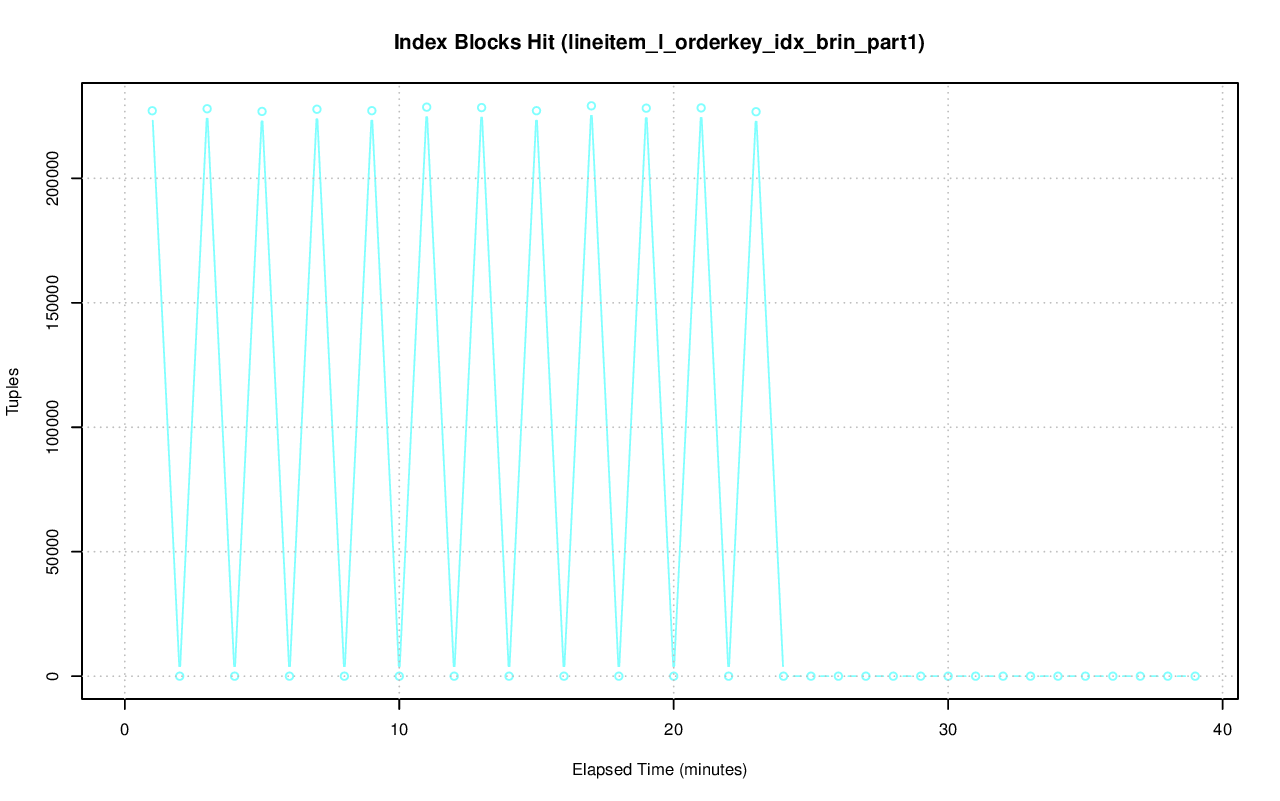 Index Blocks Hit (lineitem_l_orderkey_idx_brin_part1)
Tuples
200000
150000
100000
50000
0
0 10 20 30 40
Elapsed Time (minutes)